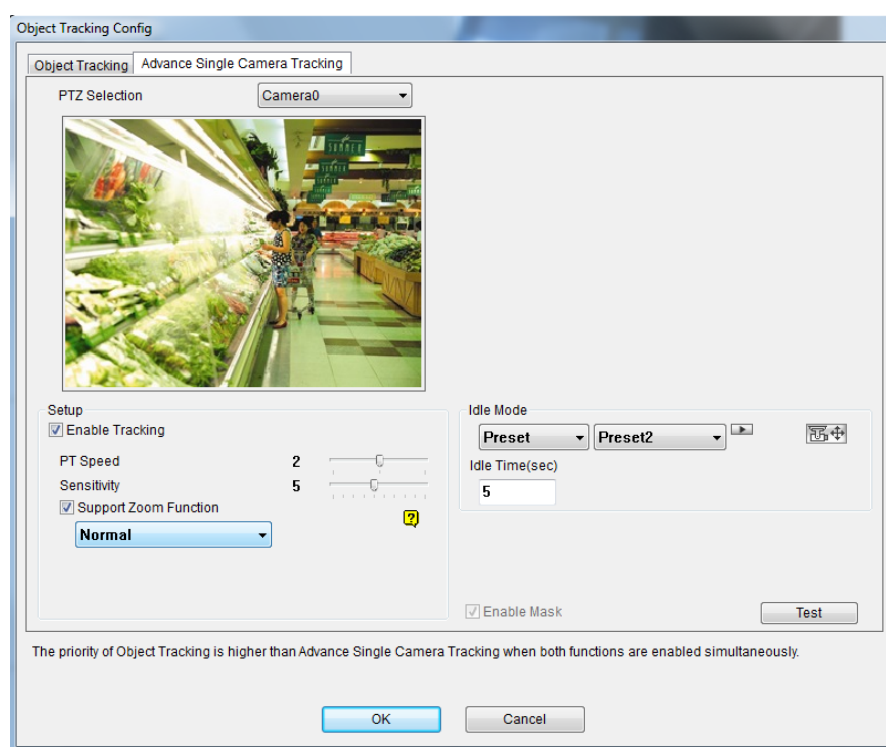 Object Tracking Config
Object Tracking
Advance Single Camera Tracking
PTZ Selection
Camera0
SUMMER
Setup
Enable Tracking
PT Speed
2
Sensitivity
5
Support Zoom Function
?
Normal
Idle Mode
Preset
Preset2
Idle Time(sec)
5
Enable Mask
Test
The priority of Object Tracking is higher than Advance Single Camera Tracking when both functions are enabled simultaneously.
OK
Cancel